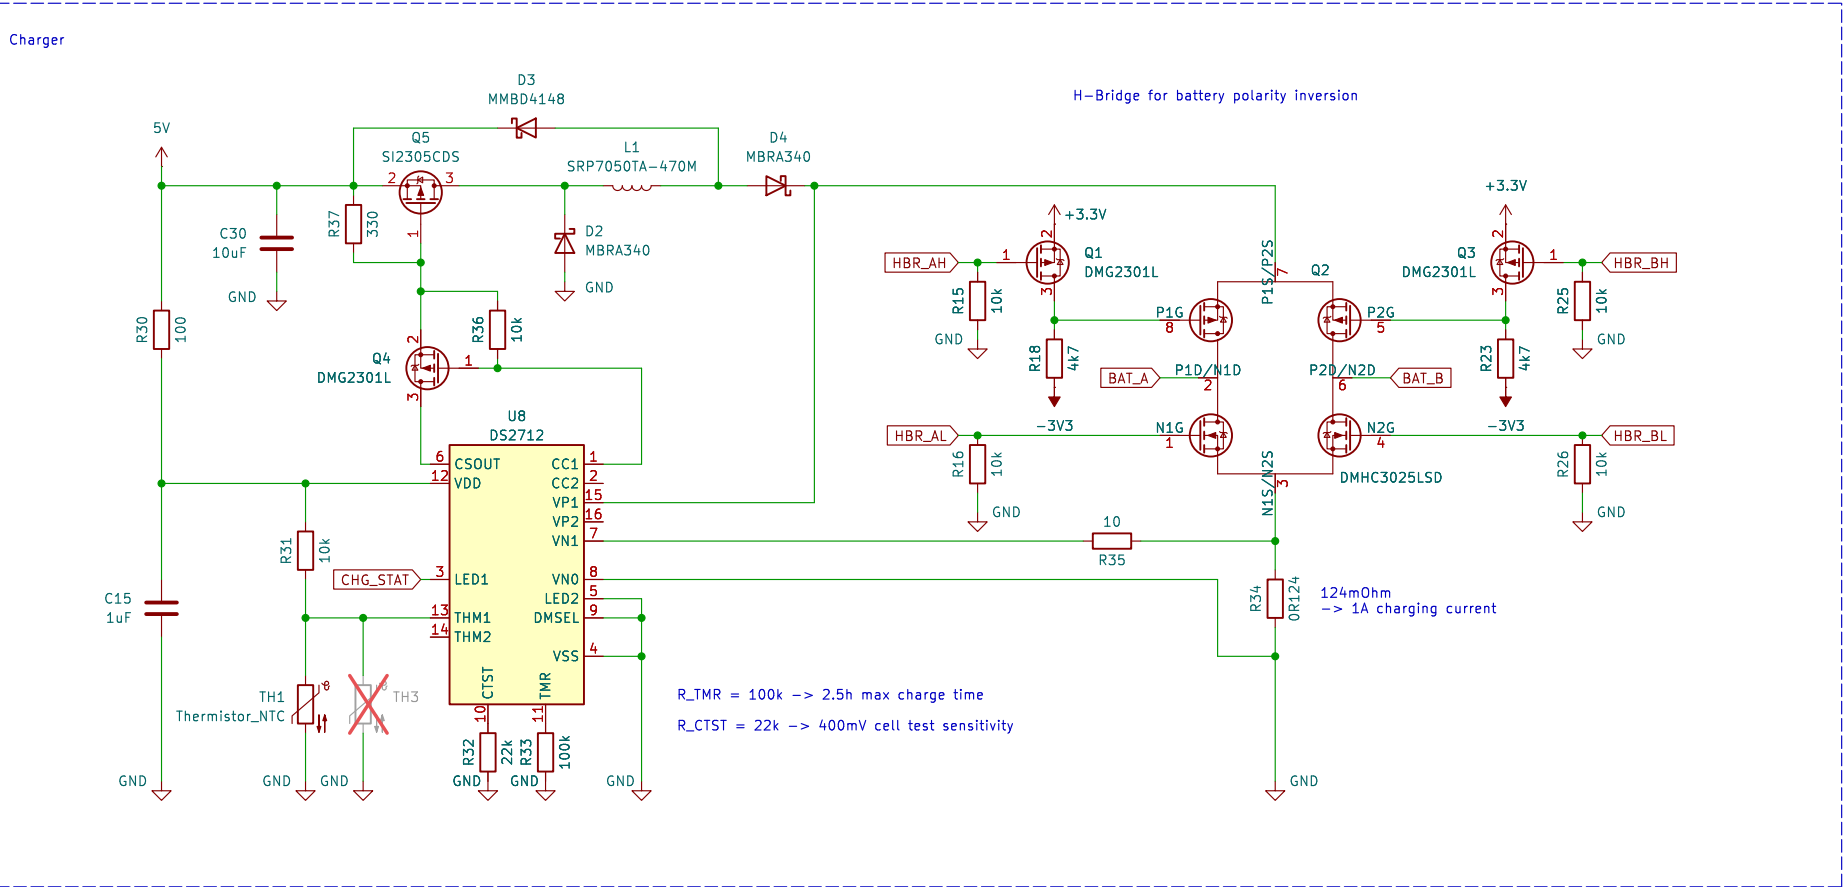 Charger
H-Bridge for battery polarity inversion
D3
MMBD4148
5V
Q5
SI2305CDS
2
3
1
L1
SRP7050TA-470M
D4
MBRA340
R37
330
C30
10uF
GND
D2
MBRA340
GND
R30
100
R36
10k
Q4
DMG2301L
2
1
3
+3.3V
HBR_AH
1
2
3
Q1
DMG2301L
R15
10k
GND
R18
4k7
-3V3
P1S/P2S
7
Q2
P1G
8
P2G
5
BAT_A
P1D/N1D
2
P2D/N2D
6
BAT_B
+3.3V
Q3
DMG2301L
2
1
3
HBR_BH
R25
10k
GND
R23
4k7
-3V3
HBR_AL
N1G
1
N2G
4
HBR_BL
R16
10k
GND
N1S/N2S
3
DMHC3025LSD
R26
10k
GND
U8
DS2712
6
CSOUT
12
VDD
3
LED1
13
THM1
14
THM2
CC1
1
CC2
2
VP1
15
VP2
16
VN1
7
VN0
8
LED2
5
DMSEL
9
VSS
4
CTST
10
TMR
11
R31
10k
CHG_STAT
C15
1uF
GND
TH1
Thermistor_NTC
GND
TH3
GND
R32
22k
GND
R33
100k
GND
GND
10
R35
R34
0R124
124mOhm
-> 1A charging current
R_TMR = 100k -> 2.5h max charge time
R_CTST = 22k -> 400mV cell test sensitivity
GND